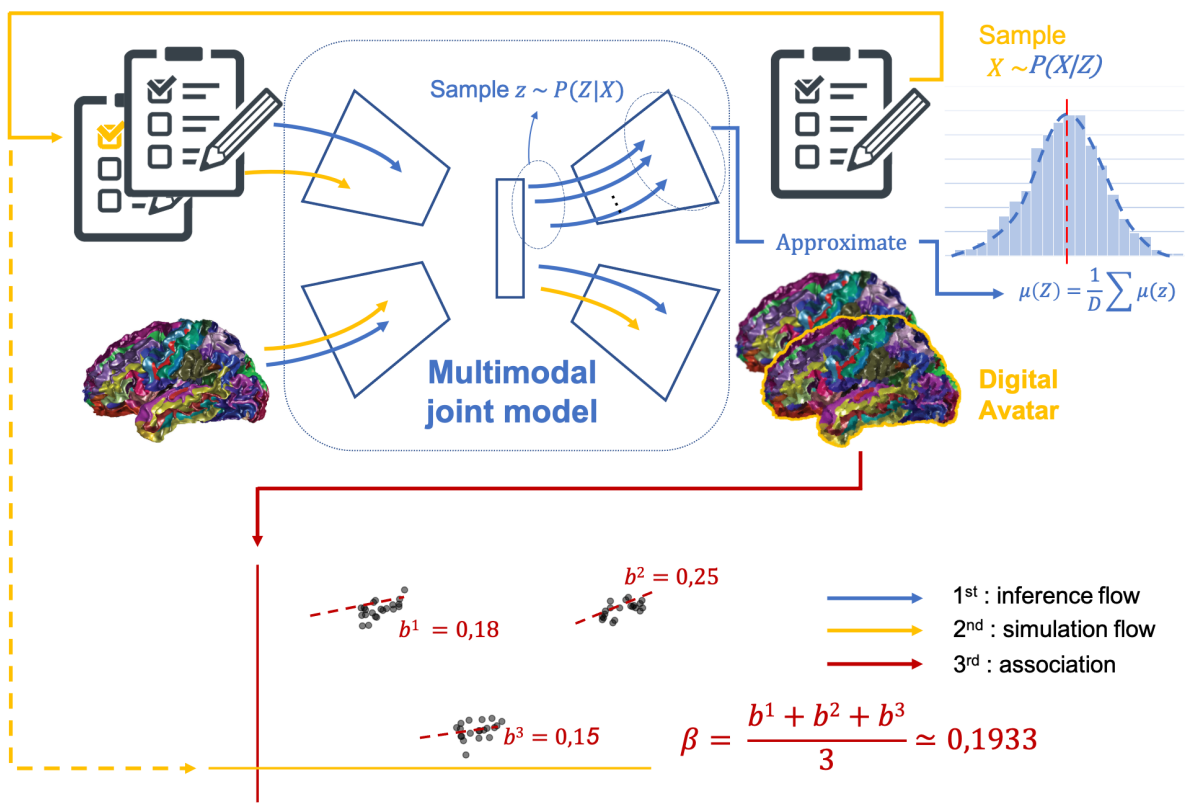 Sample
X ~P(X/Z)
Sample z ~ P(Z|X)
Approximate
μ(Z) = 1/D ∑ μ(z)
Multimodal
joint model
Digital
Avatar
b² = 0,25
b¹ = 0,18
b³ = 0,15
1st : inference flow
2nd : simulation flow
3rd : association
β = (b¹ + b² + b³)/3 ≃ 0,1933